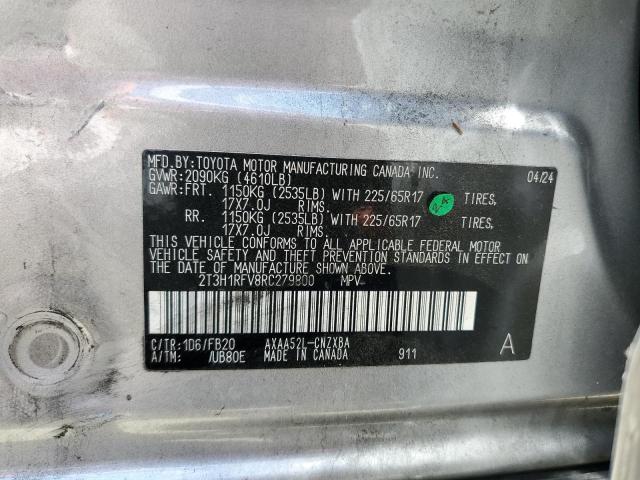 MFD.BY:TOYOTA MOTOR MANUFACTURING CANADA INC. 04/24
GVWR:2090KG (4610LB)
GAWR:FRT. 1150KG (2535LB) WITH 225/65R17 TIRES,
17X7.0J RIMS.
RR. 1150KG (2535LB) WITH 225/65R17 TIRES,
17X7.0J RIMS.
THIS VEHICLE CONFORMS TO ALL APPLICABLE FEDERAL MOTOR
VEHICLE SAFETY AND THEFT PREVENTION STANDARDS IN EFFECT ON
THE DATE OF MANUFACTURE SHOWN ABOVE.
2T3H1RFV8RC279800 MPV
C/TR:1D6/FB20 AXAA52L-CNZXBA A
A/TM: /UB80E MADE IN CANADA 911